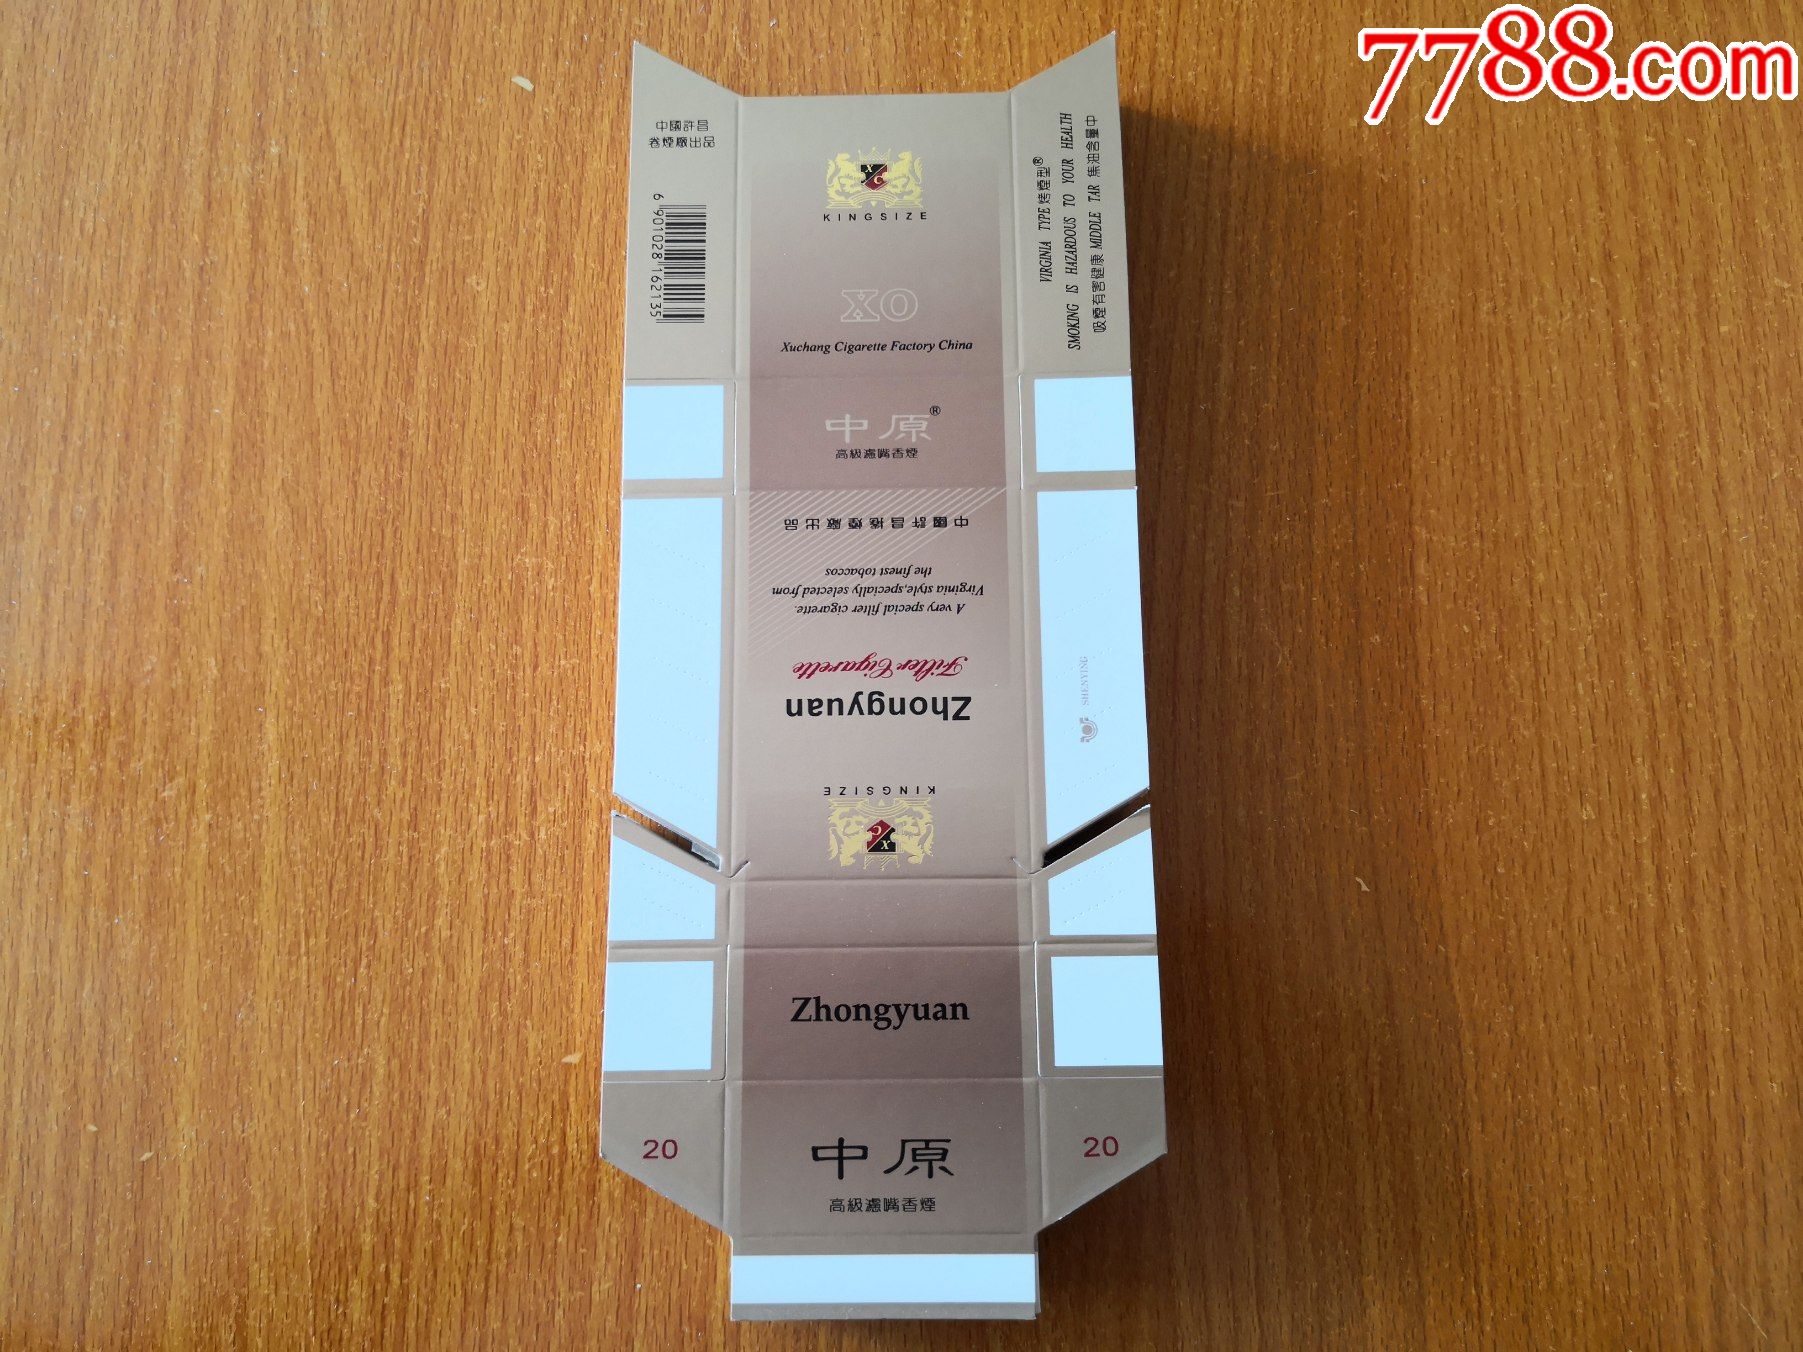 7788.com
中國許昌
卷煙廠出品
6 901028 162135
X
C
KINGSIZE
XO
Xuchang Cigarette Factory China
VIRGINIA TYPE 烤煙型®
SMOKING IS HAZARDOUS TO YOUR HEALTH
吸煙有害健康 MIDDLE TAR 焦油含量中
中原®
高級濾嘴香煙
X
C
KINGSIZE
Zhongyuan
Filter Cigarette
A very special filter cigarette.
Virginia style,specially selected from
the finest tobaccos
中國許昌捲煙廠出品
SHENYING
Zhongyuan
20
中原
高級濾嘴香煙
20